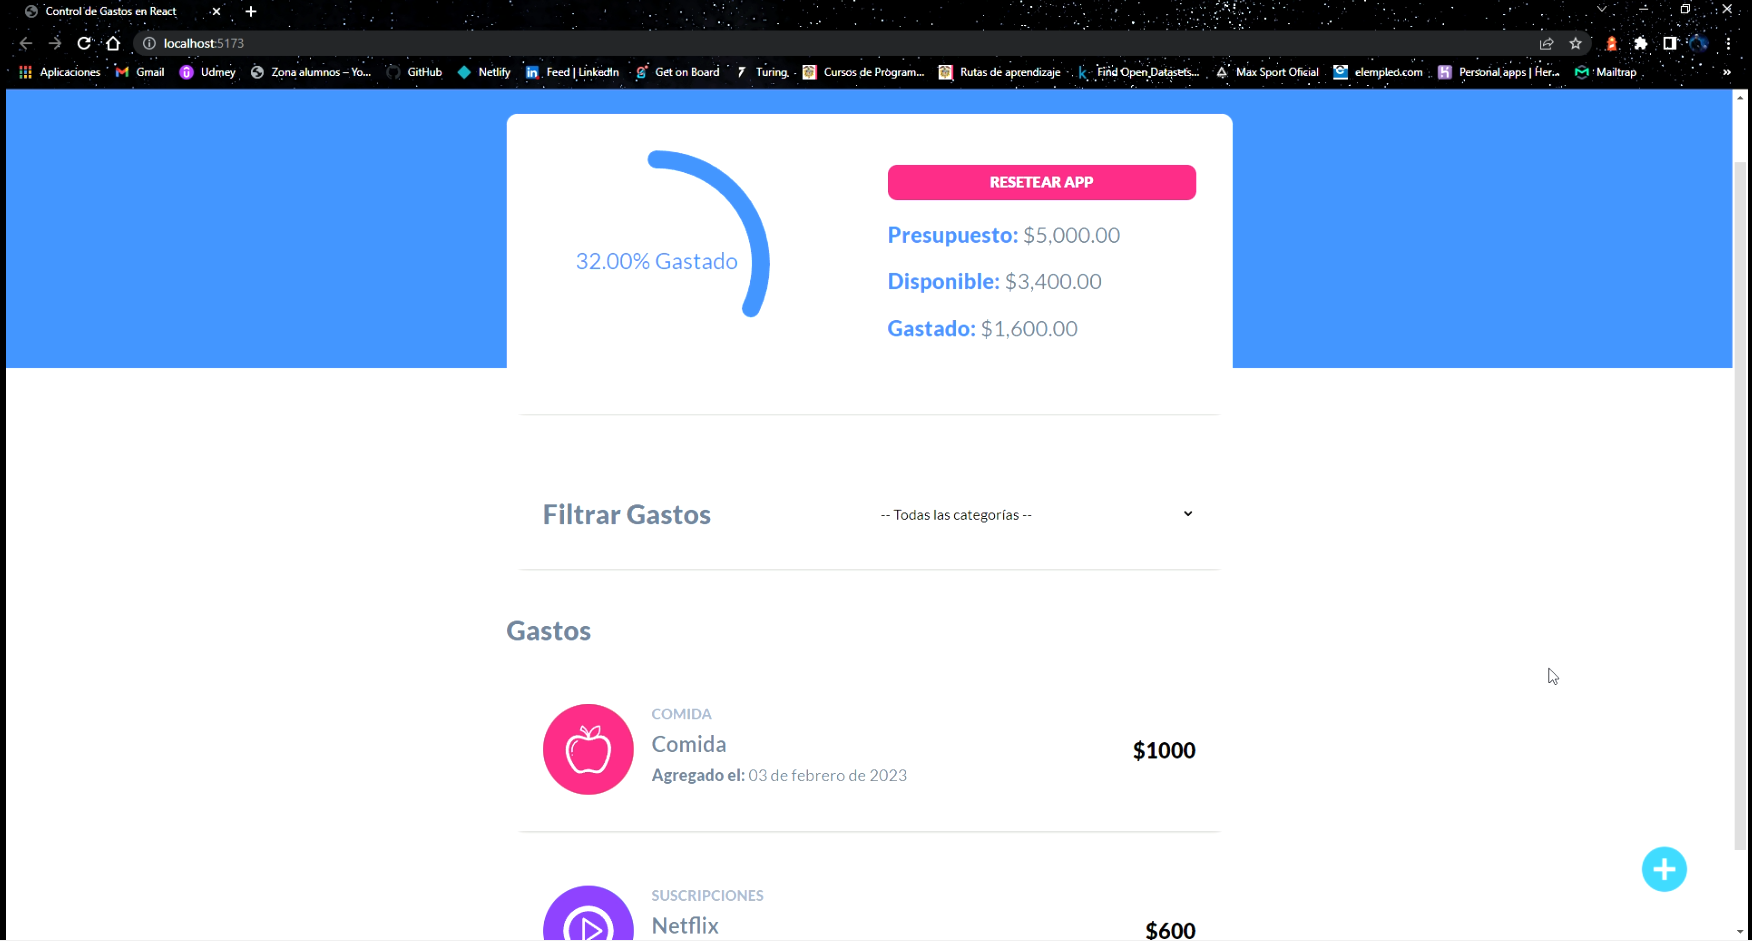 Control de Gastos en React
localhost:5173
Aplicaciones Gmail Udmey Zona alumnos – Yo... GitHub Netlify Feed | LinkedIn Get on Board Turing. Cursos de Program... Rutas de aprendizaje Find Open Datasets... Max Sport Oficial elempleo.com Personal apps | Her... Mailtrap »
RESETEAR APP
32.00% Gastado
Presupuesto: $5,000.00
Disponible: $3,400.00
Gastado: $1,600.00
Filtrar Gastos
-- Todas las categorías --
Gastos
COMIDA
Comida
Agregado el: 03 de febrero de 2023
$1000
SUSCRIPCIONES
Netflix
$600